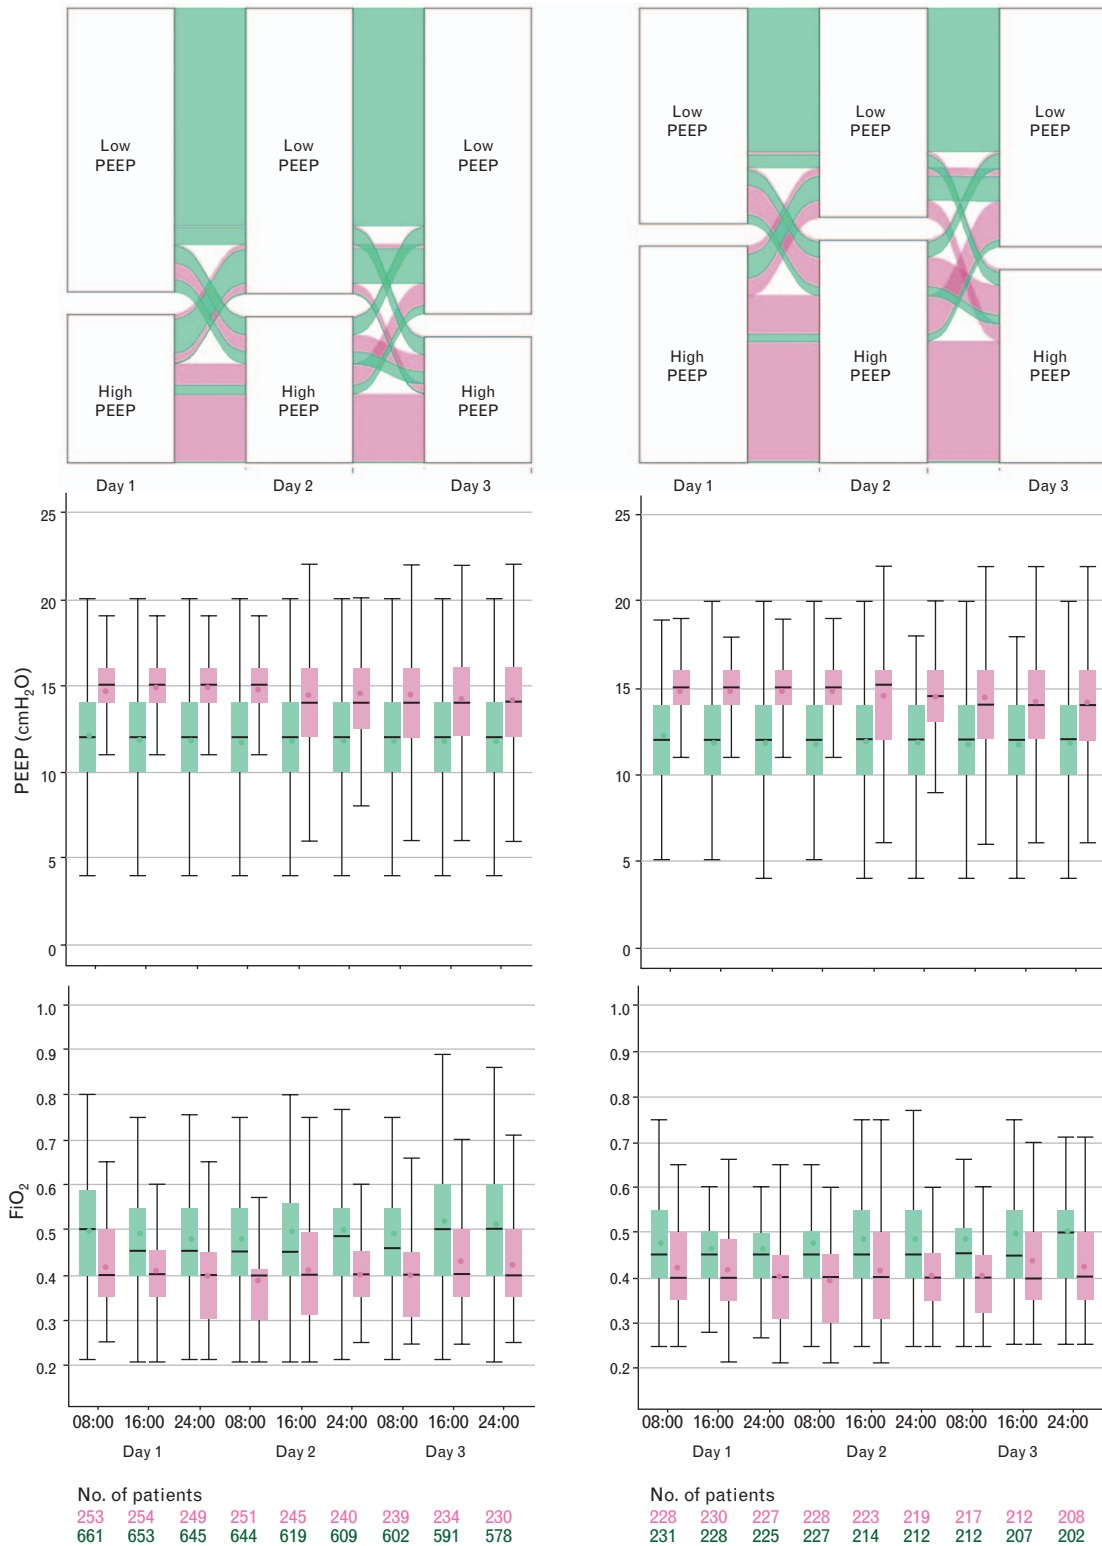 Low
PEEP
Low
PEEP
Low
PEEP
High
PEEP
High
PEEP
High
PEEP
Day 1
Day 2
Day 3
Low
PEEP
Low
PEEP
Low
PEEP
High
PEEP
High
PEEP
High
PEEP
Day 1
Day 2
Day 3
PEEP (cmH₂O)
25
20
15
10
5
0
25
20
15
10
5
0
FiO₂
1.0
0.9
0.8
0.7
0.6
0.5
0.4
0.3
0.2
08:00 16:00 24:00 08:00 16:00 24:00 08:00 16:00 24:00
Day 1 Day 2 Day 3
1.0
0.9
0.8
0.7
0.6
0.5
0.4
0.3
0.2
08:00 16:00 24:00 08:00 16:00 24:00 08:00 16:00 24:00
Day 1 Day 2 Day 3
No. of patients
253 254 249 251 245 240 239 234 230
661 653 645 644 619 609 602 591 578
No. of patients
228 230 227 228 223 219 217 212 208
231 228 225 227 214 212 212 207 202